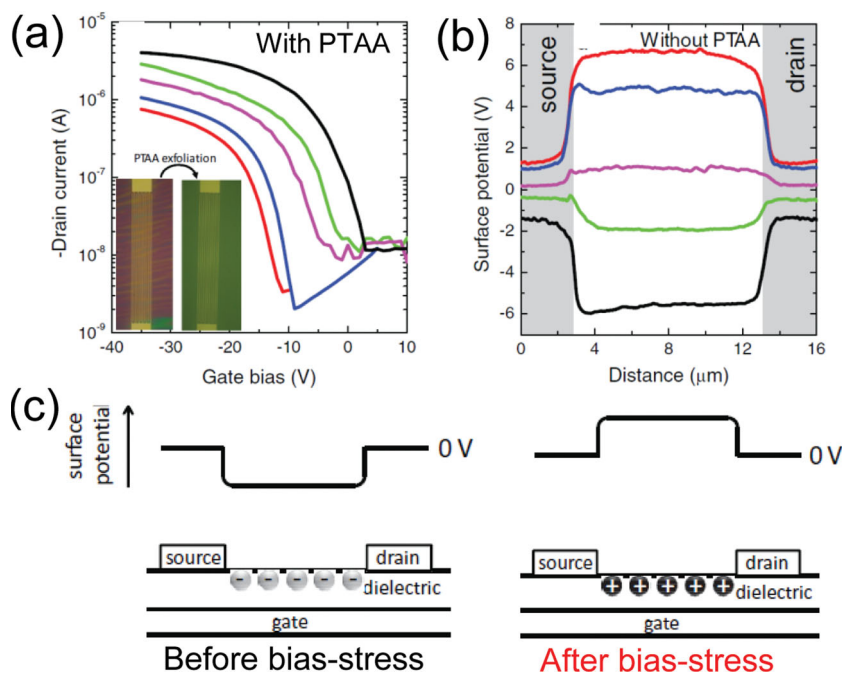 (a)
With PTAA
10-5
10-6
10-7
10-8
10-9
-Drain current (A)
PTAA exfoliation
-40 -30 -20 -10 0 10
Gate bias (V)
(b)
Without PTAA
source
drain
8
6
4
2
0
-2
-4
-6
Surface potential (V)
0 4 8 12 16
Distance (μm)
(c)
surface
potential
0 V
source
drain
- - - - -
dielectric
gate
Before bias-stress
0 V
source
drain
+ + + + +
dielectric
gate
After bias-stress